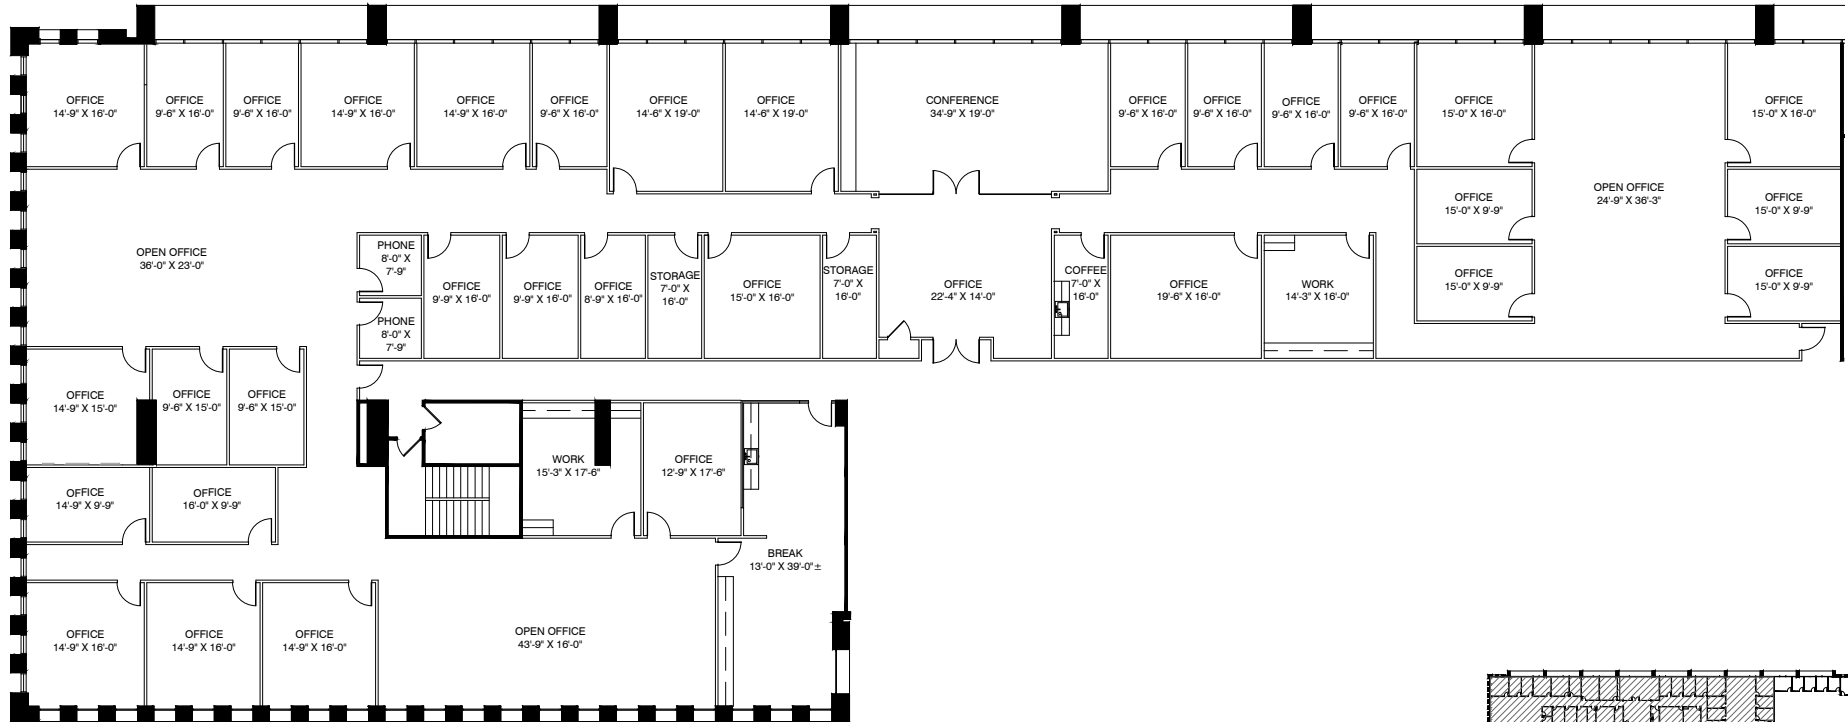 OFFICE
14'-9" X 16'-0"
OFFICE
9'-6" X 16'-0"
OFFICE
9'-6" X 16'-0"
OFFICE
14'-9" X 16'-0"
OFFICE
14'-9" X 16'-0"
OFFICE
9'-6" X 16'-0"
OFFICE
14'-6" X 19'-0"
OFFICE
14'-6" X 19'-0"
CONFERENCE
34'-9" X 19'-0"
OFFICE
9'-6" X 16'-0"
OFFICE
9'-6" X 16'-0"
OFFICE
9'-6" X 16'-0"
OFFICE
9'-6" X 16'-0"
OFFICE
15'-0" X 16'-0"
OFFICE
15'-0" X 16'-0"
OPEN OFFICE
24'-9" X 36'-3"
OFFICE
15'-0" X 9'-9"
OFFICE
15'-0" X 9'-9"
OPEN OFFICE
36'-0" X 23'-0"
PHONE
8'-0" X
7'-9"
PHONE
8'-0" X
7'-9"
OFFICE
9'-9" X 16'-0"
OFFICE
9'-9" X 16'-0"
OFFICE
8'-9" X 16'-0"
STORAGE
7'-0" X
16'-0"
OFFICE
15'-0" X 16'-0"
STORAGE
7'-0" X
16'-0"
OFFICE
22'-4" X 14'-0"
COFFEE
7'-0" X
16'-0"
OFFICE
19'-6" X 16'-0"
WORK
14'-3" X 16'-0"
OFFICE
15'-0" X 9'-9"
OFFICE
15'-0" X 9'-9"
OFFICE
14'-9" X 15'-0"
OFFICE
9'-6" X 15'-0"
OFFICE
9'-6" X 15'-0"
WORK
15'-3" X 17'-6"
OFFICE
12'-9" X 17'-6"
OFFICE
14'-9" X 9'-9"
OFFICE
16'-0" X 9'-9"
BREAK
13'-0" X 39'-0"±
OFFICE
14'-9" X 16'-0"
OFFICE
14'-9" X 16'-0"
OFFICE
14'-9" X 16'-0"
OPEN OFFICE
43'-9" X 16'-0"